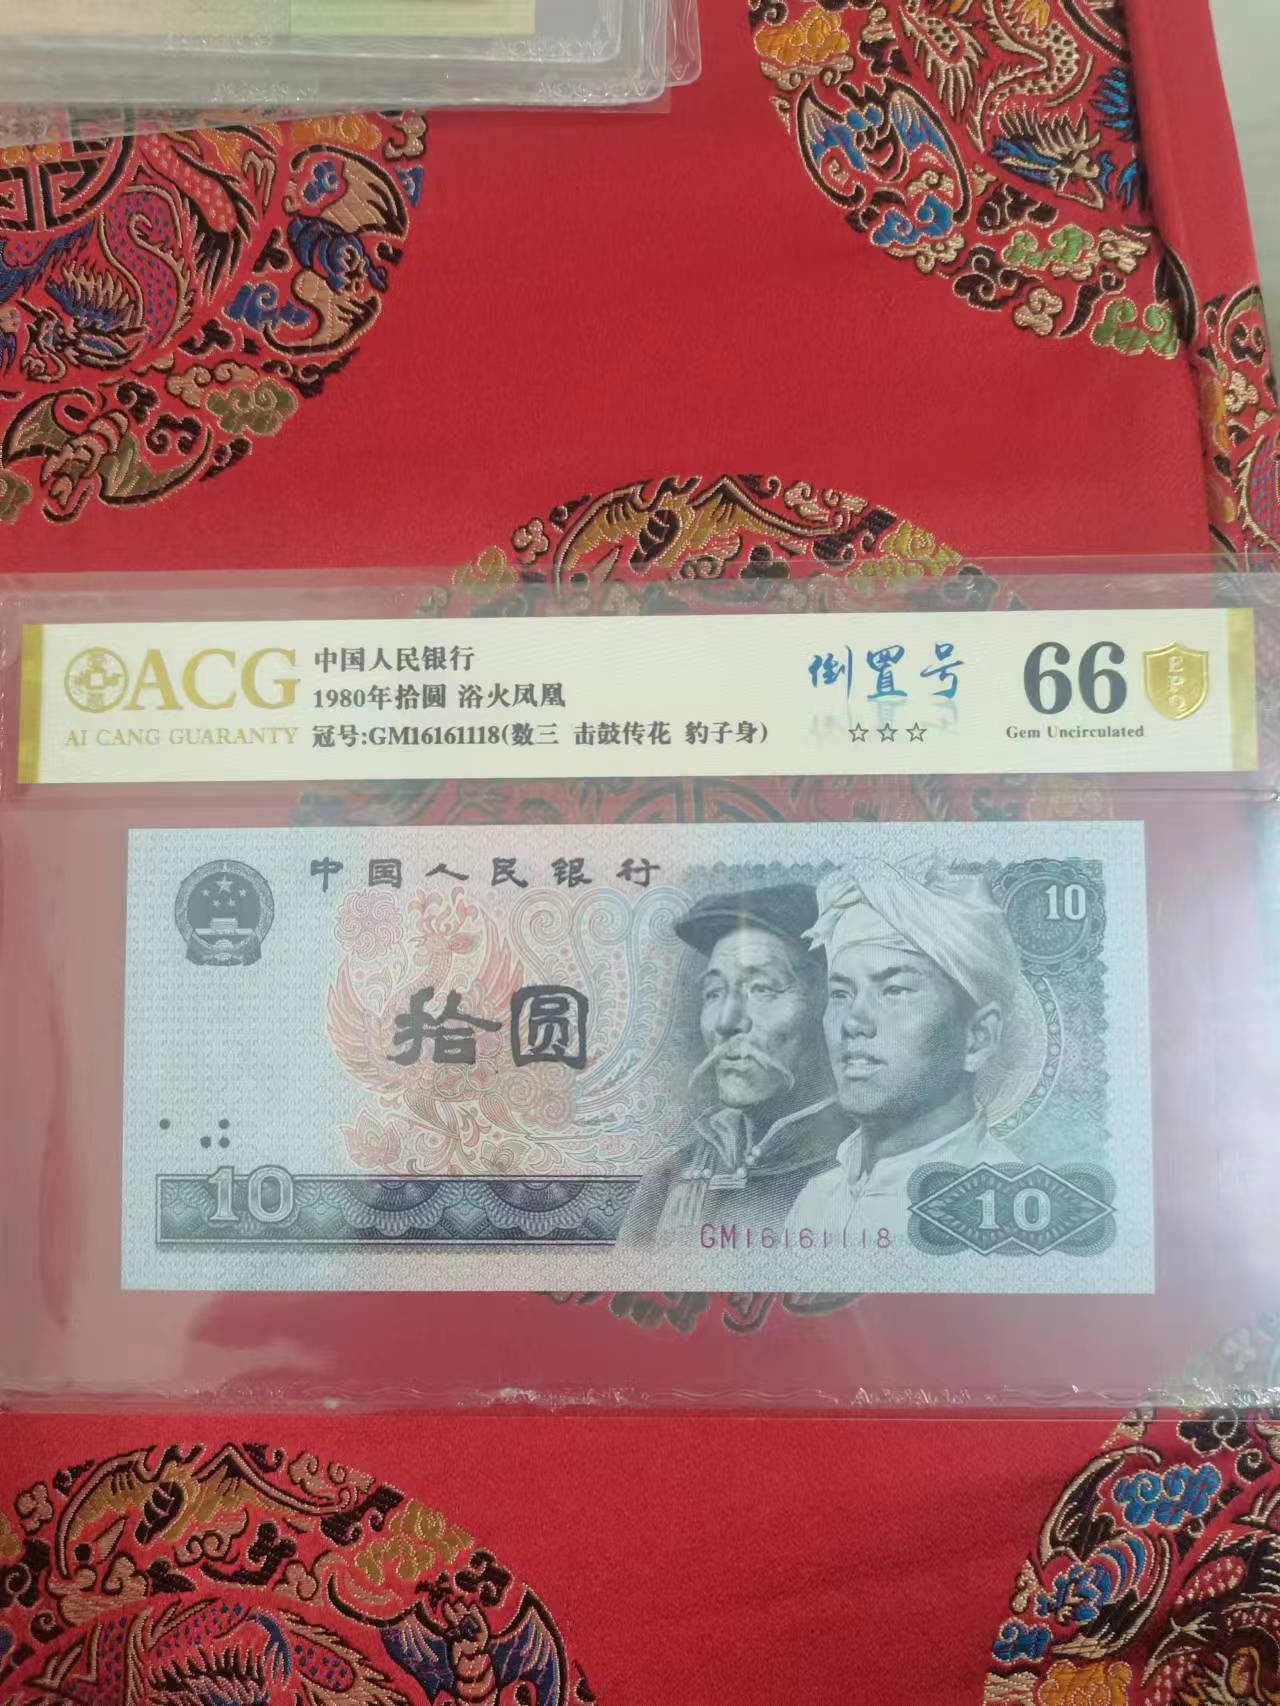 ACG
AI CANG GUARANTY
中国人民银行
1980年拾圆 浴火凤凰
冠号:GM16161118(数三 击鼓传花 豹子身)
倒置号
☆☆☆
66
Gem Uncirculated
EPQ
中国人民银行
10
拾圆
10
GM16161118
10